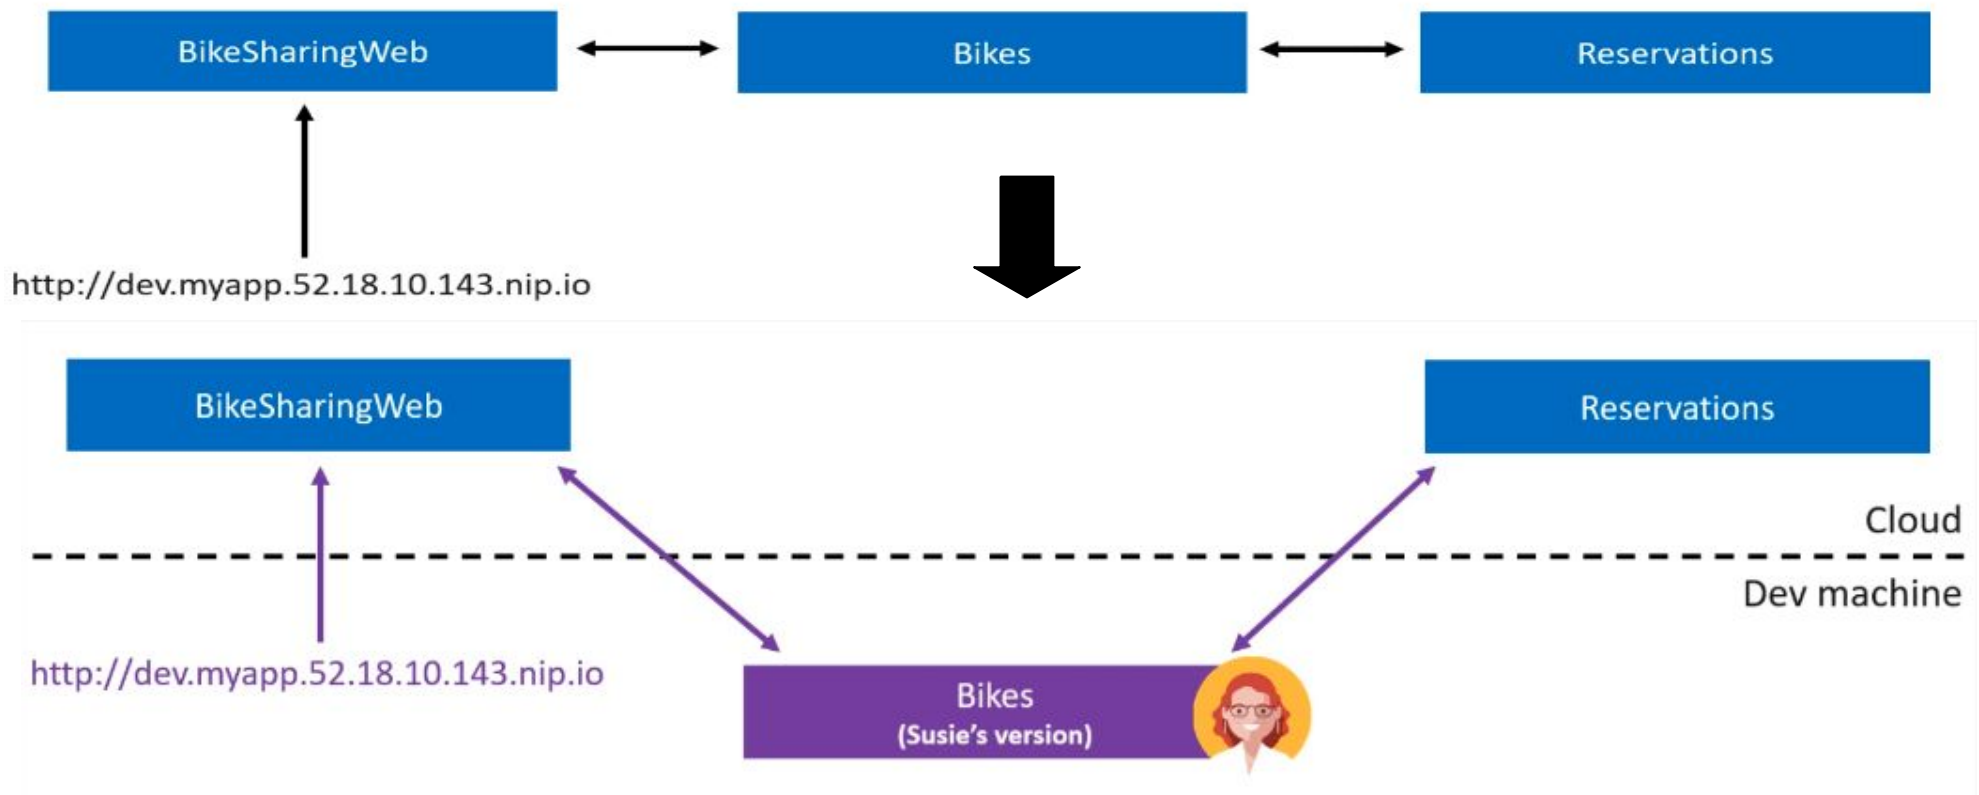 BikeSharingWeb
Bikes
Reservations
http://dev.myapp.52.18.10.143.nip.io
BikeSharingWeb
Reservations
Cloud
Dev machine
http://dev.myapp.52.18.10.143.nip.io
Bikes
(Susie's version)